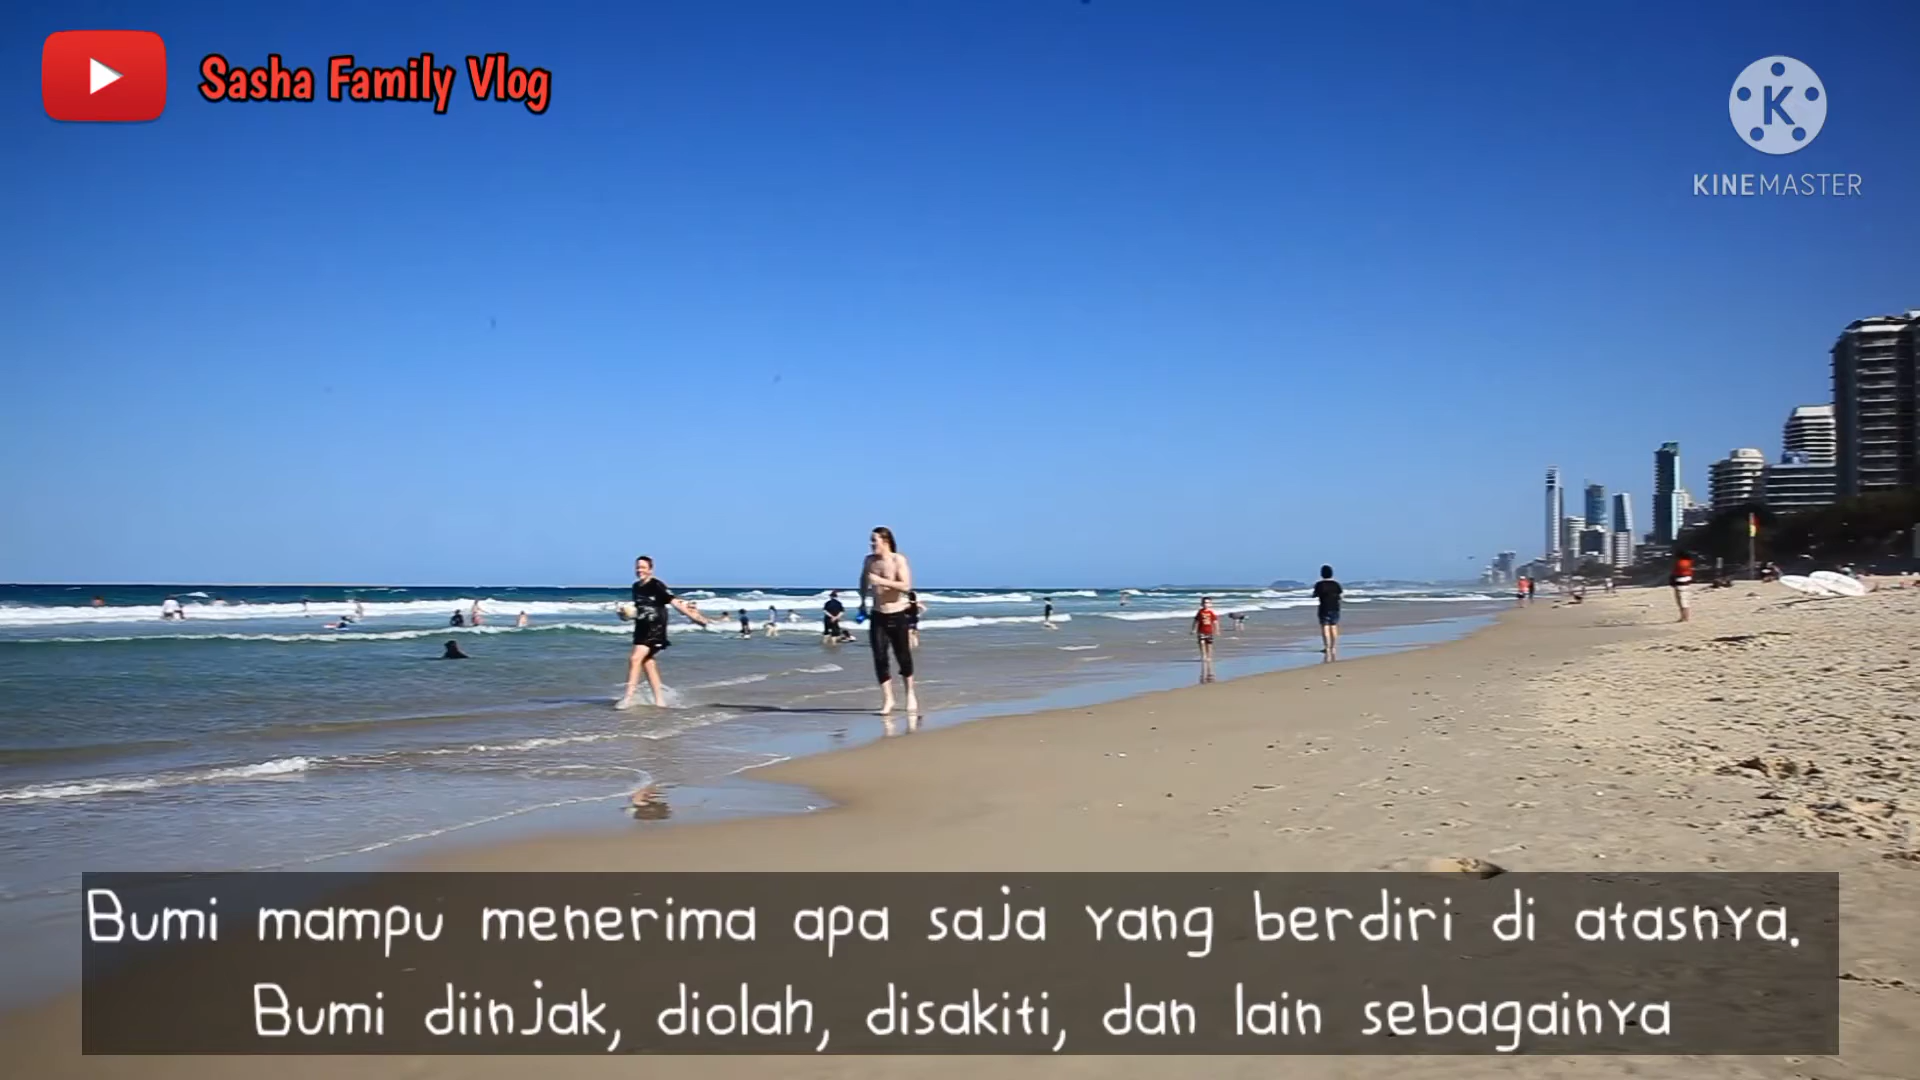 Sasha Family Vlog
K
KINEMASTER
Bumi mampu menerima apa saja yang berdiri di atasnya.
Bumi diinjak, diolah, disakiti, dan lain sebagainya